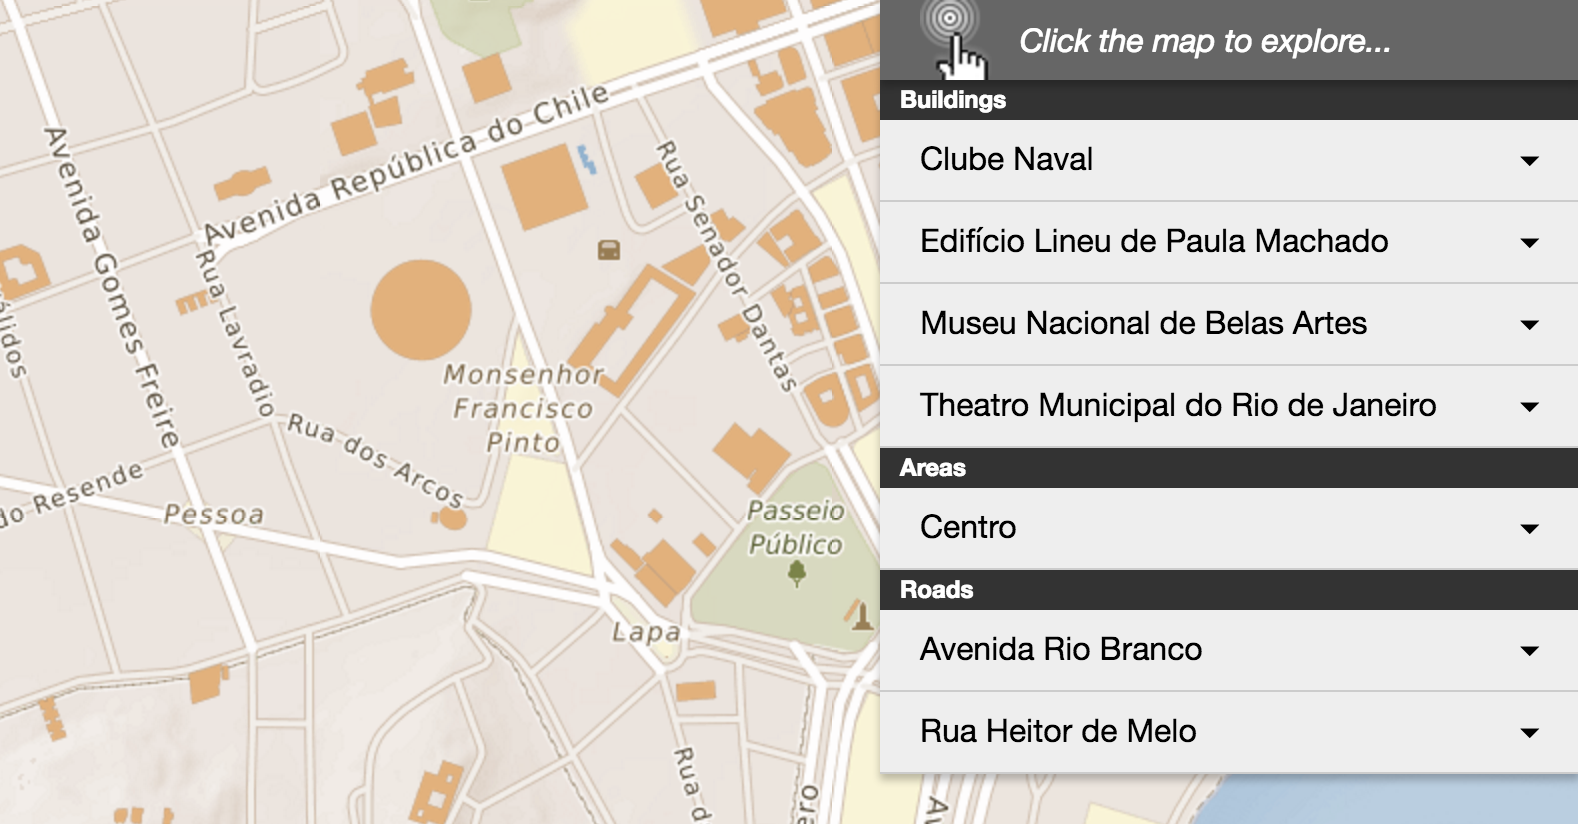 Click the map to explore...
Buildings
Clube Naval
Edifício Lineu de Paula Machado
Museu Nacional de Belas Artes
Theatro Municipal do Rio de Janeiro
Areas
Centro
Roads
Avenida Rio Branco
Rua Heitor de Melo
Avenida República do Chile
Avenida Gomes Freire
Rua Senador Dantas
Rua Lavradio
álidos
Monsenhor
Francisco
Pinto
Rua dos Arcos
do Resende
Pessoa
Passeio
Público
Lapa
Rua d
ero
Av